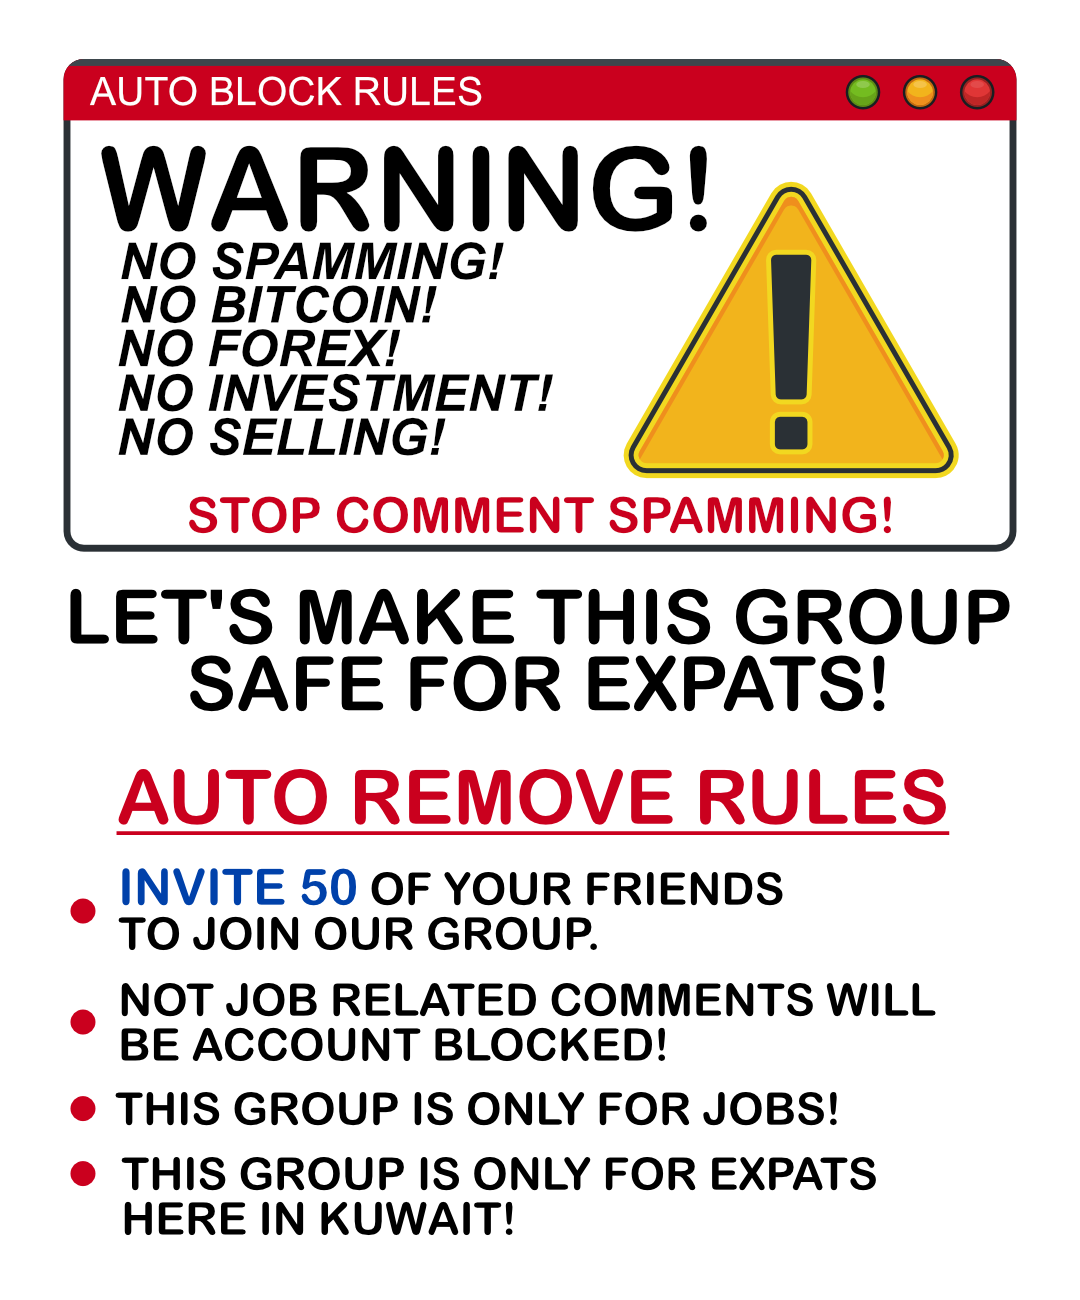 AUTO BLOCK RULES
WARNING!
NO SPAMMING!
NO BITCOIN!
NO FOREX!
NO INVESTMENT!
NO SELLING!
STOP COMMENT SPAMMING!
LET'S MAKE THIS GROUP
SAFE FOR EXPATS!
AUTO REMOVE RULES
INVITE 50 OF YOUR FRIENDS
TO JOIN OUR GROUP.
NOT JOB RELATED COMMENTS WILL
BE ACCOUNT BLOCKED!
THIS GROUP IS ONLY FOR JOBS!
THIS GROUP IS ONLY FOR EXPATS
HERE IN KUWAIT!